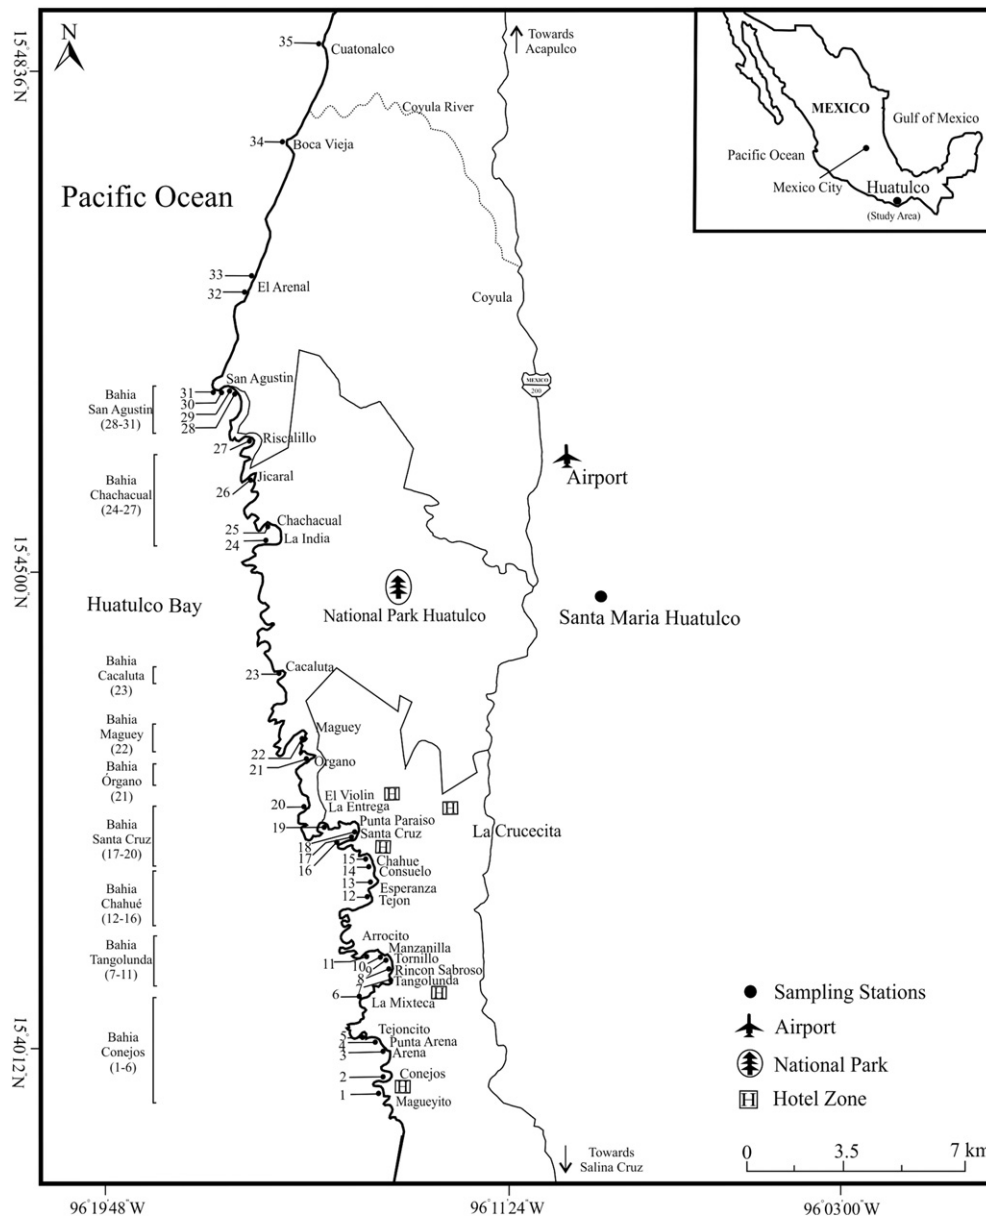 N
35
Cuatonalco
Towards
Acapulco
15°48'36"N
Coyula River
34
Boca Vieja
MEXICO
Gulf of Mexico
Pacific Ocean
Mexico City
Huatulco
(Study Area)
Pacific Ocean
33
El Arenal
32
Coyula
MEXICO
200
San Agustin
Bahia
San Agustin
(28-31)
31
30
29
28
27
Riscalillo
Airport
Bahia
Chachacual
(24-27)
26
Jicaral
25
Chachacual
24
La India
15°45'00"N
Huatulco Bay
National Park Huatulco
Santa Maria Huatulco
Bahia
Cacaluta
(23)
23
Cacaluta
Bahia
Maguey
(22)
22
Maguey
Bahia
Órgano
(21)
21
Organo
H
H
20
El Violin
La Entrega
Bahia
Santa Cruz
(17-20)
19
Punta Paraiso
18
Santa Cruz
17
16
H
La Crucecita
15
Chahue
14
Consuelo
13
Esperanza
12
Tejon
Bahia
Chahué
(12-16)
Arrocito
Bahia
Tangolunda
(7-11)
11
10
Manzanilla
9
Tornillo
8
Rincon Sabroso
7
Tangolunda
6
La Mixteca
H
Bahia
Conejos
(1-6)
5
Tejoncito
4
Punta Arena
3
Arena
2
Conejos
H
1
Magueyito
15°40'12"N
Sampling Stations
Airport
National Park
H
Hotel Zone
Towards
Salina Cruz
0
3.5
7 km
96°19'48"W
96°11'24"W
96°03'00"W